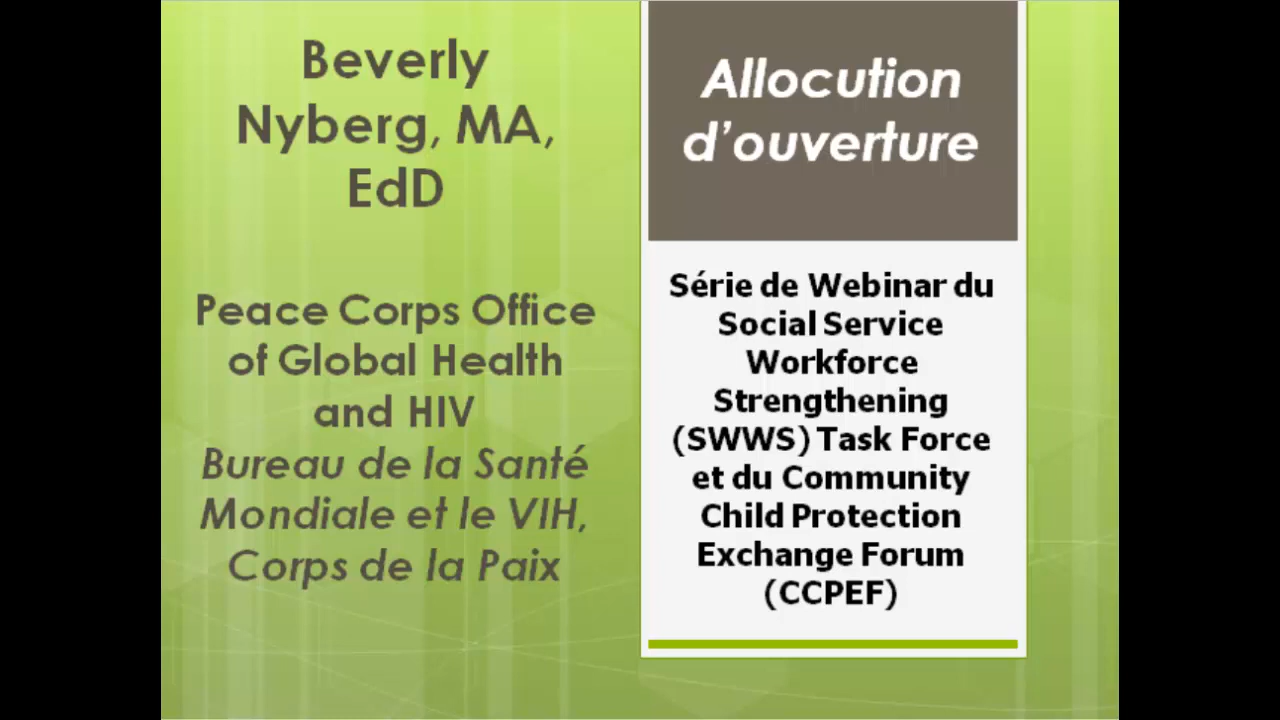 Beverly
Nyberg, MA,
EdD
Peace Corps Office
of Global Health
and HIV
Bureau de la Santé
Mondiale et le VIH,
Corps de la Paix
Allocution
d’ouverture
Série de Webinar du
Social Service
Workforce
Strengthening
(SWWS) Task Force
et du Community
Child Protection
Exchange Forum
(CCPEF)